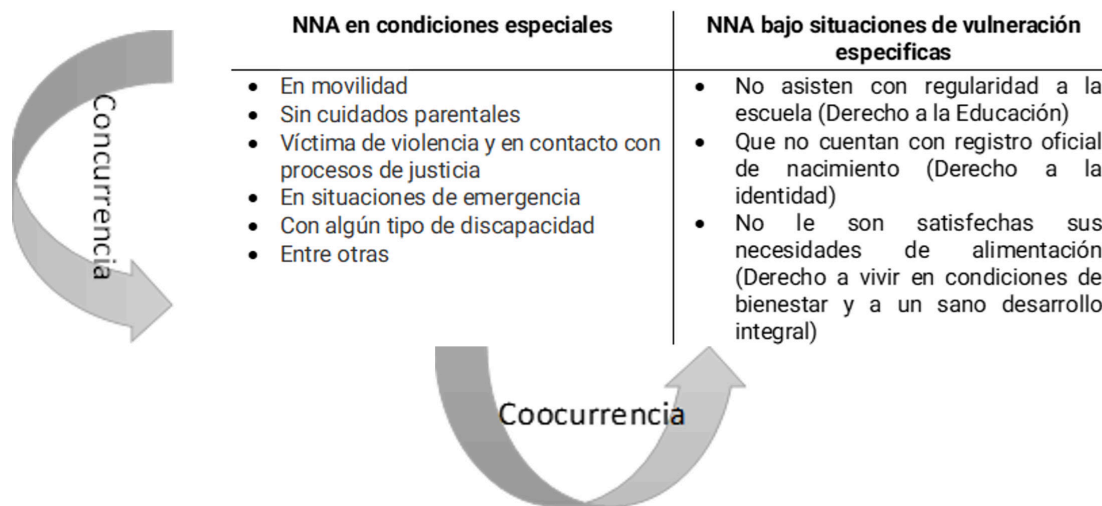 NNA en condiciones especiales
En movilidad
Sin cuidados parentales
Víctima de violencia y en contacto con
procesos de justicia
En situaciones de emergencia
Con algún tipo de discapacidad
Entre otras
NNA bajo situaciones de vulneración
especificas
No asisten con regularidad a la
escuela (Derecho a la Educación)
Que no cuentan con registro oficial
de nacimiento (Derecho a la
identidad)
No le son satisfechas sus
necesidades de alimentación
(Derecho a vivir en condiciones de
bienestar y a un sano desarrollo
integral)
Concurrencia
Coocurrencia